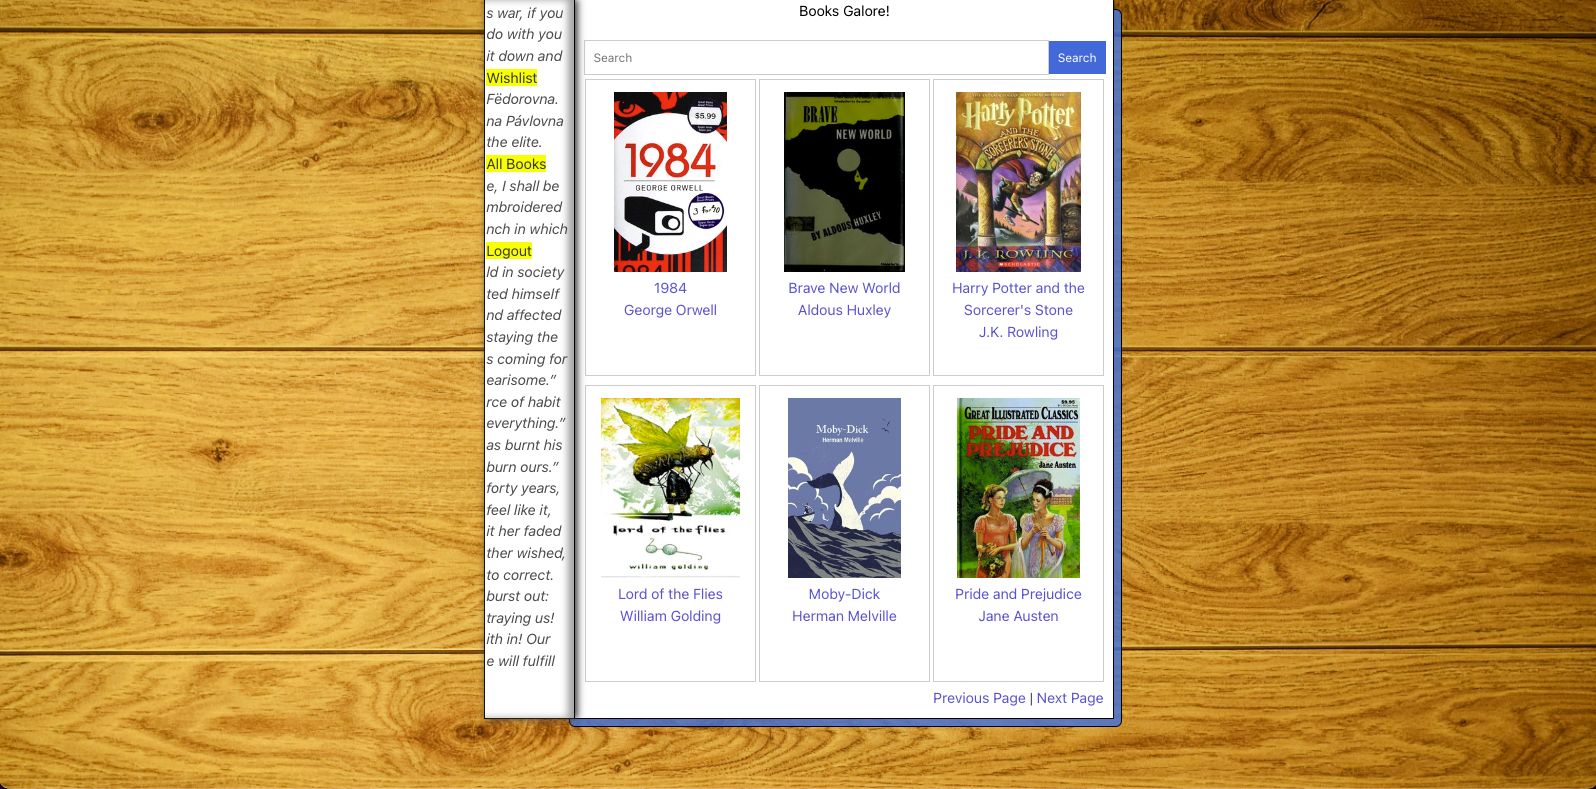 s war, if you
do with you
it down and
Wishlist
Fëdorovna.
na Pávlovna
the elite.
All Books
e, I shall be
mbroidered
nch in which
Logout
ld in society
ted himself
nd affected
staying the
s coming for
earisome.”
rce of habit
everything.”
as burnt his
burn ours.”
forty years,
feel like it,
it her faded
ther wished,
to correct.
burst out:
traying us!
ith in! Our
e will fulfill
Books Galore!
Search
Search
$5.99
1984
GEORGE ORWELL
3 for $10
1984
1984
George Orwell
BRAVE
NEW WORLD
BY ALDOUS HUXLEY
Brave New World
Aldous Huxley
Harry Potter
AND THE
SORCERER'S STONE
J. K. ROWLING
SCHOLASTIC
Harry Potter and the
Sorcerer's Stone
J.K. Rowling
lord of the flies
william golding
Lord of the Flies
William Golding
Moby-Dick
Herman Melville
Moby-Dick
Herman Melville
$9.95
GREAT ILLUSTRATED CLASSICS
PRIDE AND
PREJUDICE
Jane Austen
Pride and Prejudice
Jane Austen
Previous Page | Next Page